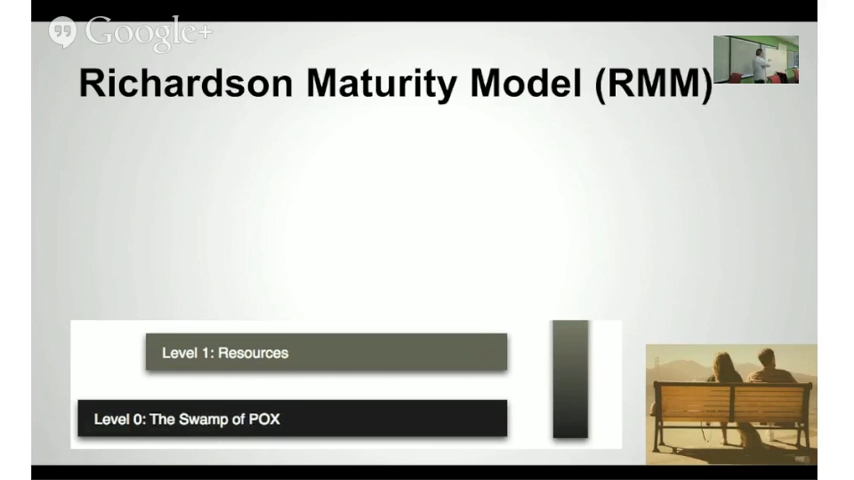 Google+
Richardson Maturity Model (RMM)
Level 1: Resources
Level 0: The Swamp of POX